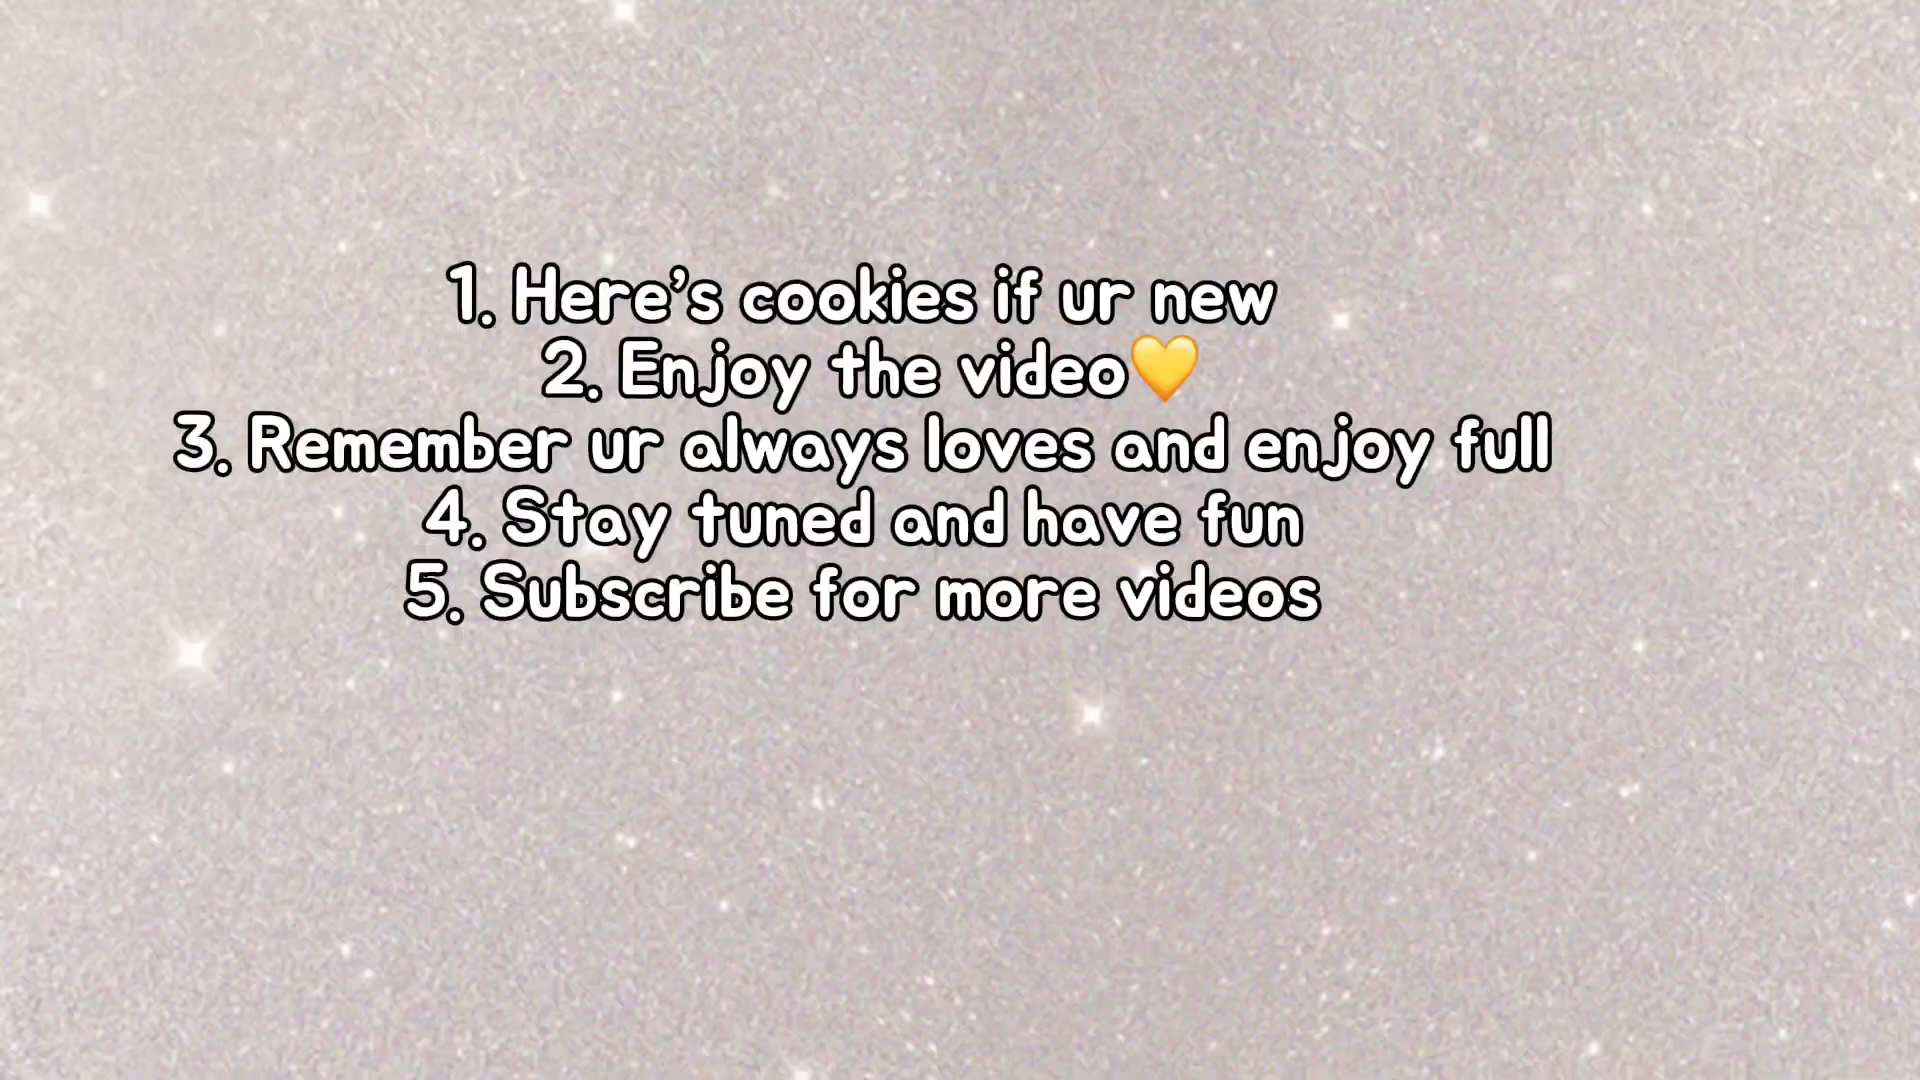 1. Here’s cookies if ur new
2. Enjoy the video💛
3. Remember ur always loves and enjoy full
4. Stay tuned and have fun
5. Subscribe for more videos